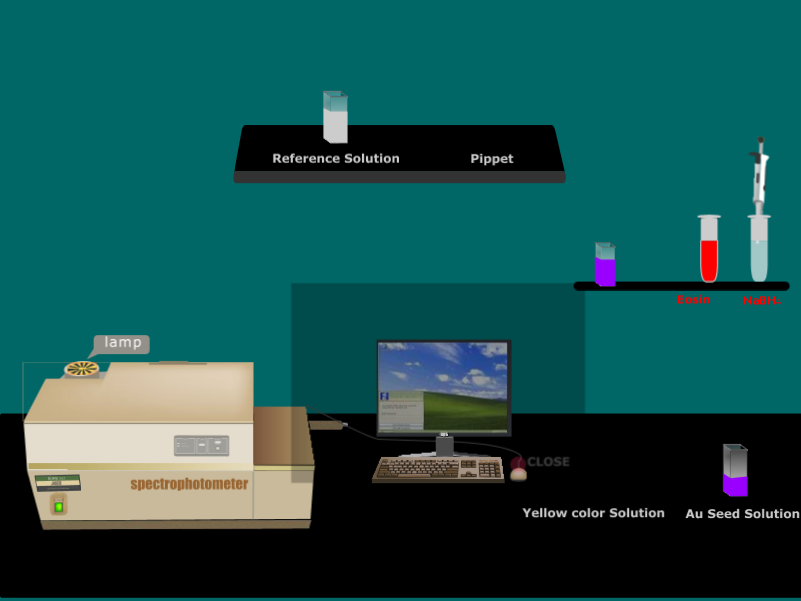 Reference Solution
Pippet
Eosin
NaBH₄
lamp
CLOSE
spectrophotometer
Yellow color Solution
Au Seed Solution